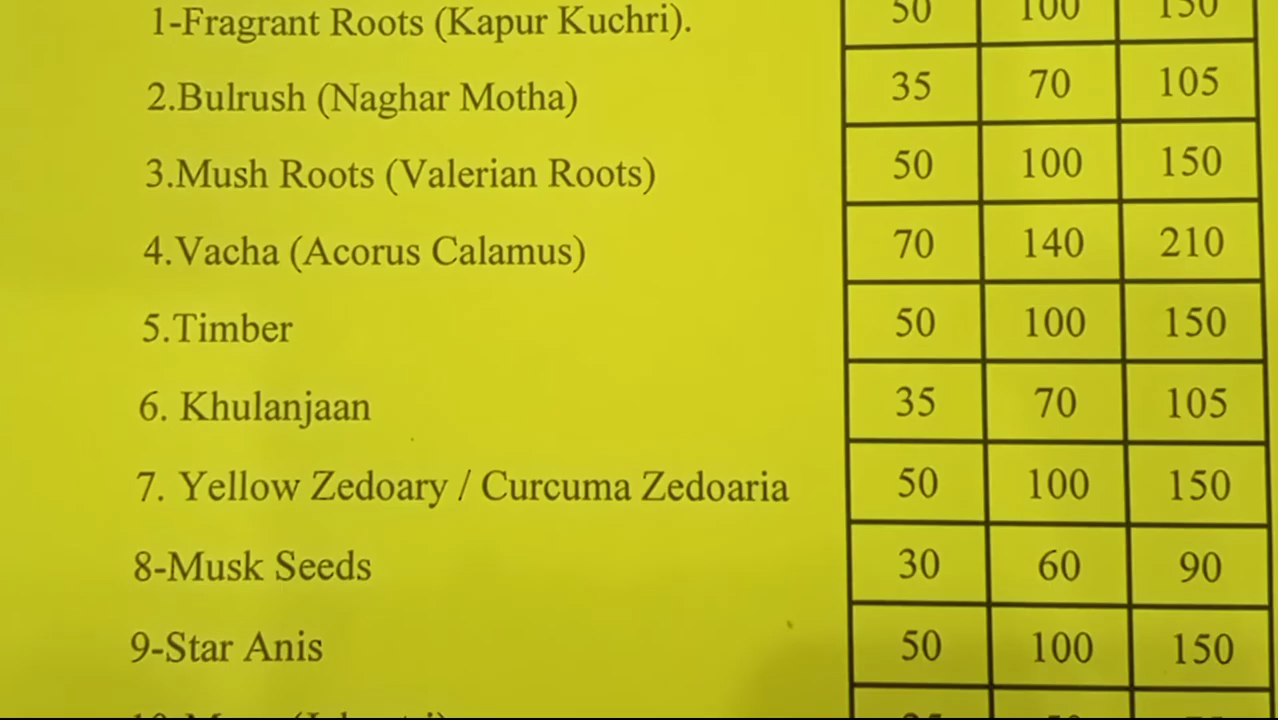 1-Fragrant Roots (Kapur Kuchri). 50 100 150
2.Bulrush (Naghar Motha) 35 70 105
3.Mush Roots (Valerian Roots) 50 100 150
4.Vacha (Acorus Calamus) 70 140 210
5.Timber 50 100 150
6. Khulanjaan 35 70 105
7. Yellow Zedoary / Curcuma Zedoaria 50 100 150
8-Musk Seeds 30 60 90
9-Star Anis 50 100 150